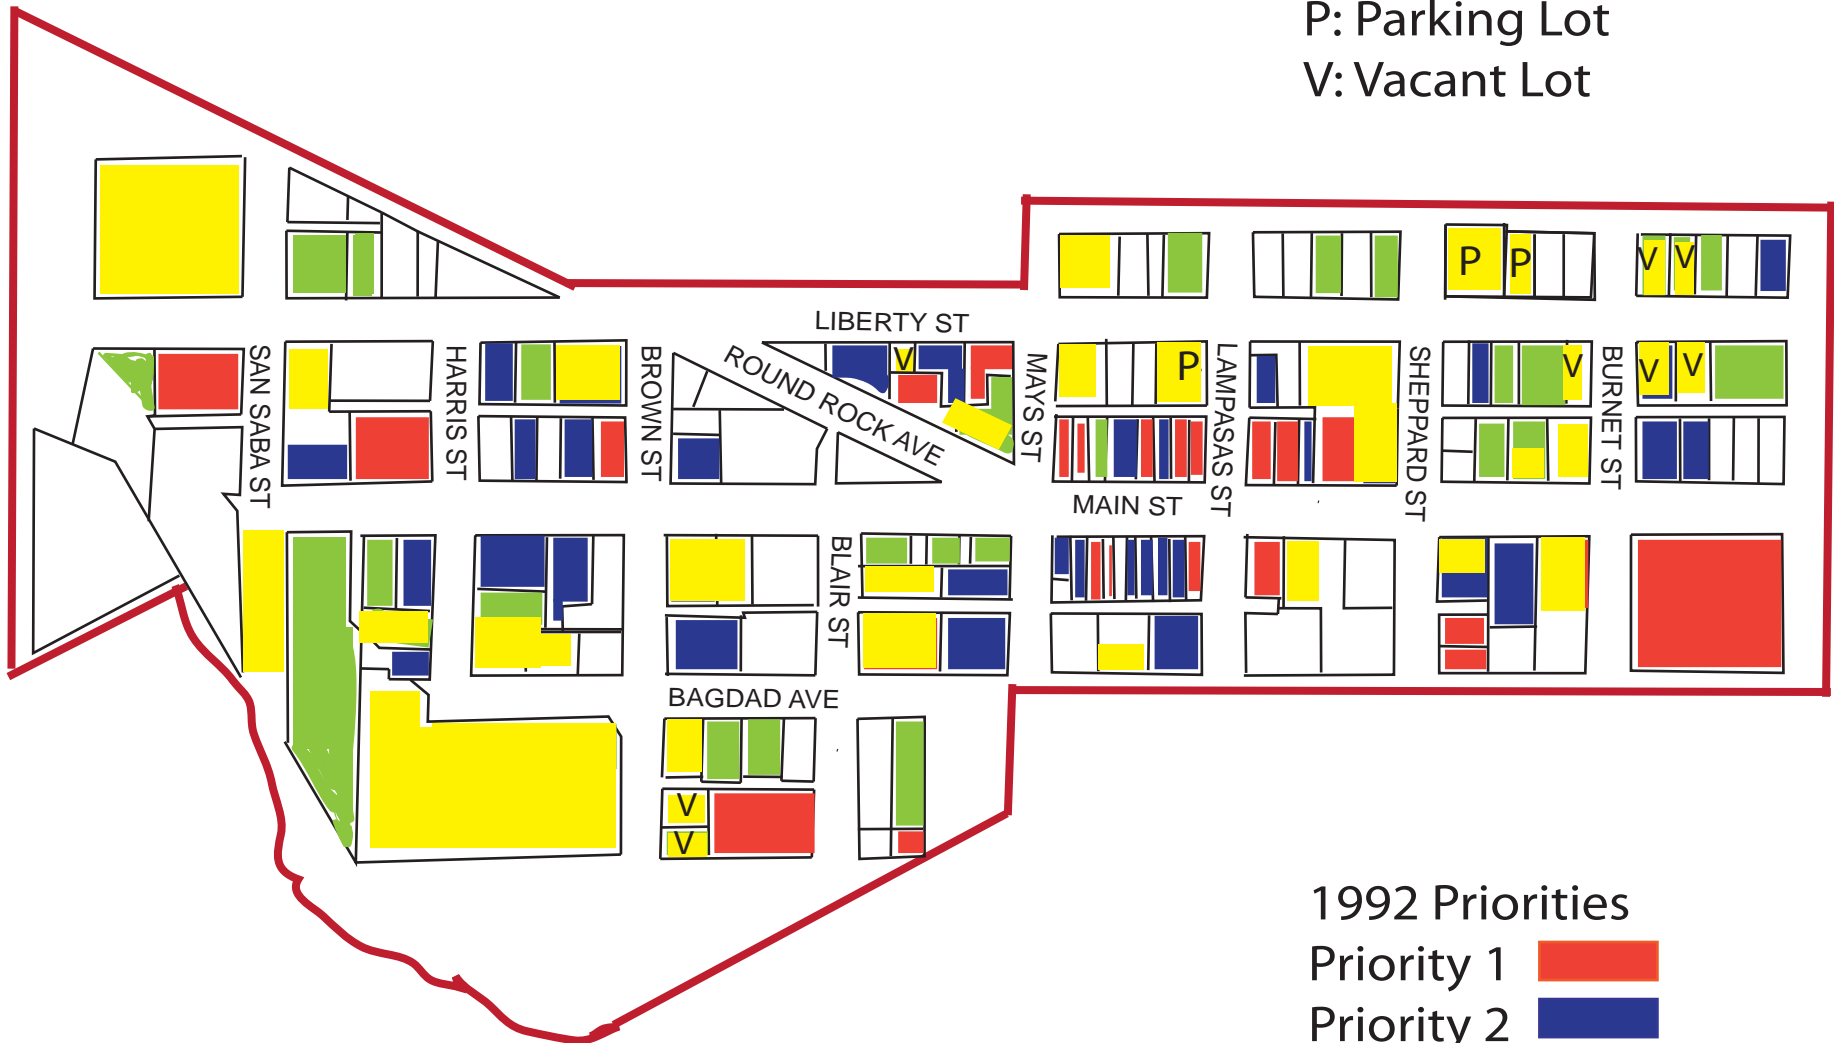 P: Parking Lot
V: Vacant Lot
P
P
V
V
LIBERTY ST
SAN SABA ST
HARRIS ST
BROWN ST
ROUND ROCK AVE
V
MAYS ST
P
LAMPASAS ST
SHEPPARD ST
V
BURNET ST
V
V
MAIN ST
BLAIR ST
BAGDAD AVE
V
V
1992 Priorities
Priority 1
Priority 2